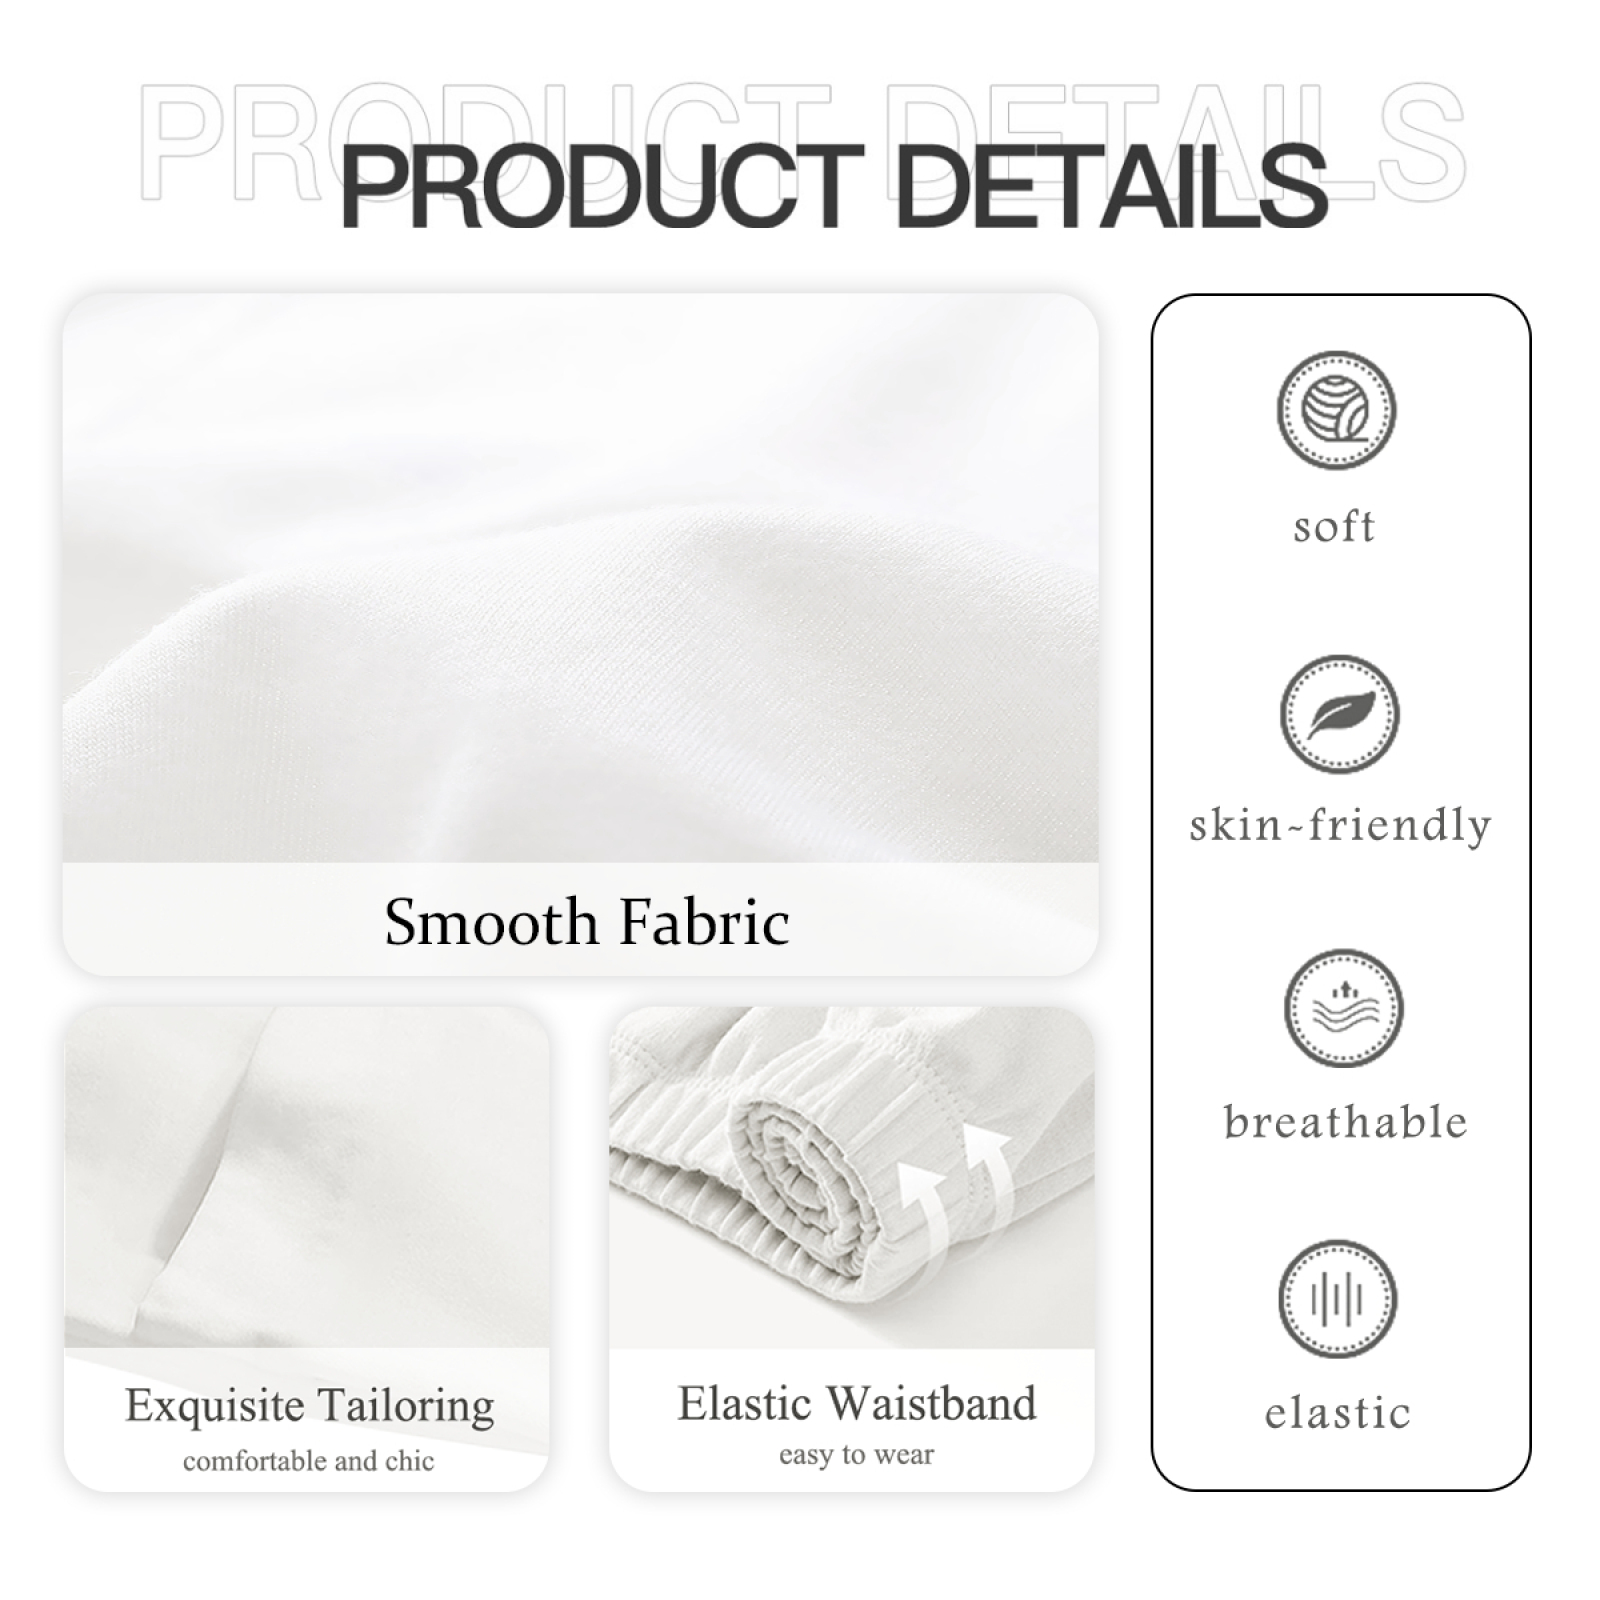 PRODUCT DETAILS
PRODUCT DETAILS
Smooth Fabric
Exquisite Tailoring
comfortable and chic
Elastic Waistband
easy to wear
soft
skin-friendly
breathable
elastic